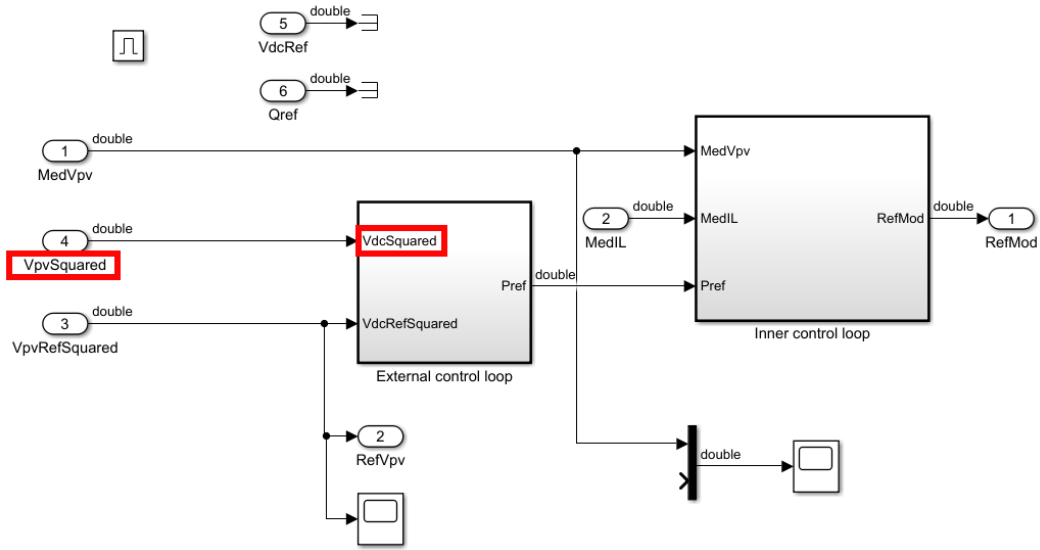 5
double
VdcRef
6
double
Qref
1
double
MedVpv
4
double
VpvSquared
3
double
VpvRefSquared
VdcSquared
VdcRefSquared
Pref
External control loop
double
2
double
MedIL
MedVpv
MedIL
Pref
RefMod
Inner control loop
double
1
RefMod
2
RefVpv
double